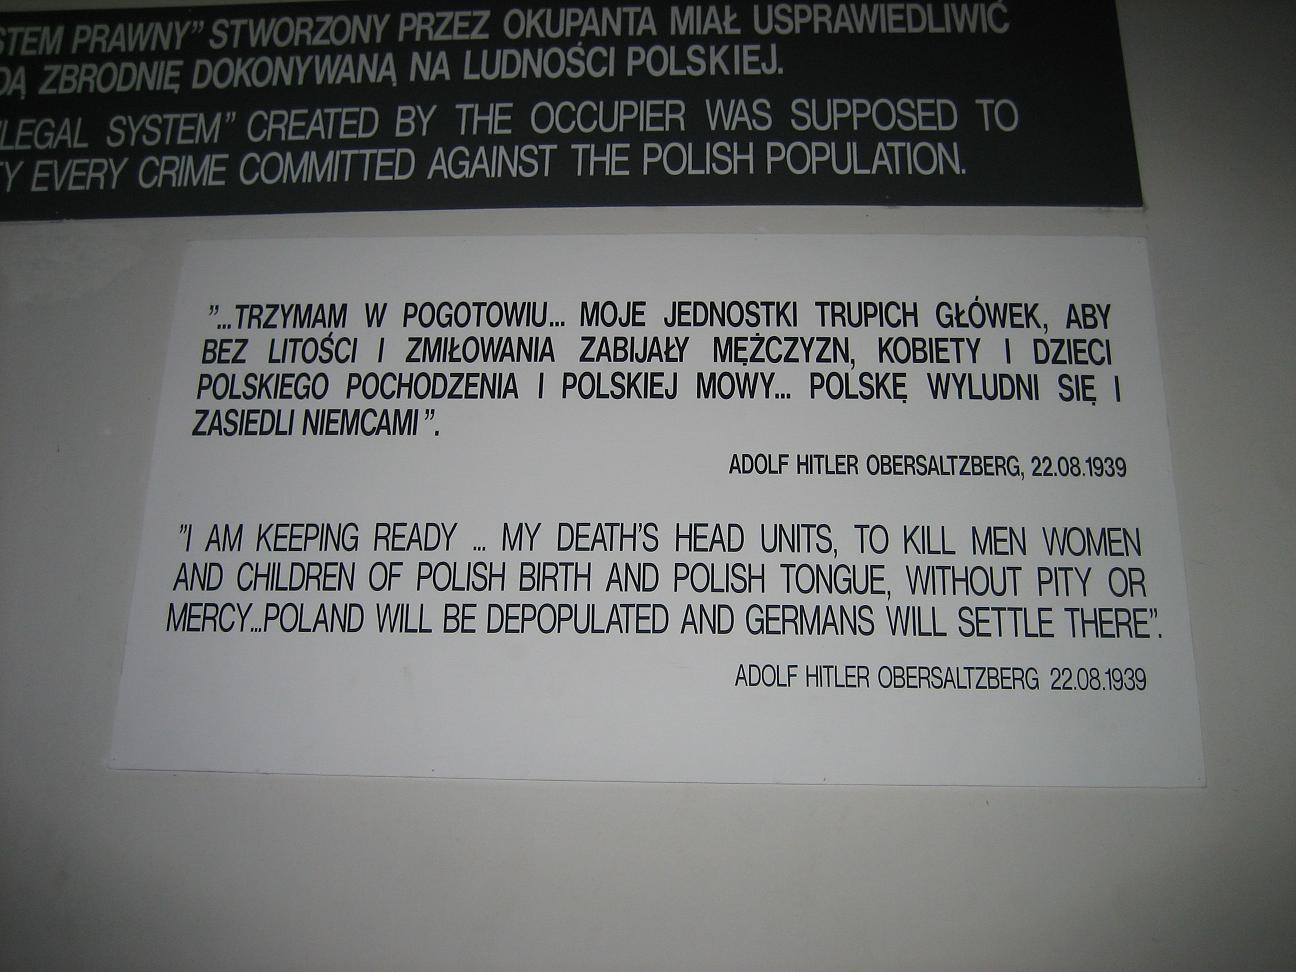 STEM PRAWNY” STWORZONY PRZEZ OKUPANTA MIAŁ USPRAWIEDLIWIĆ
DĄ ZBRODNIĘ DOKONYWANĄ NA LUDNOŚCI POLSKIEJ.
"LEGAL SYSTEM” CREATED BY THE OCCUPIER WAS SUPPOSED TO
TY EVERY CRIME COMMITTED AGAINST THE POLISH POPULATION.
”...TRZYMAM W POGOTOWIU... MOJE JEDNOSTKI TRUPICH GŁÓWEK, ABY
BEZ LITOŚCI I ZMIŁOWANIA ZABIJAŁY MĘŻCZYZN, KOBIETY I DZIECI
POLSKIEGO POCHODZENIA I POLSKIEJ MOWY... POLSKĘ WYLUDNI SIĘ I
ZASIEDLI NIEMCAMI”.
ADOLF HITLER OBERSALTZBERG, 22.08.1939
”I AM KEEPING READY ... MY DEATH'S HEAD UNITS, TO KILL MEN WOMEN
AND CHILDREN OF POLISH BIRTH AND POLISH TONGUE, WITHOUT PITY OR
MERCY...POLAND WILL BE DEPOPULATED AND GERMANS WILL SETTLE THERE”.
ADOLF HITLER OBERSALTZBERG 22.08.1939